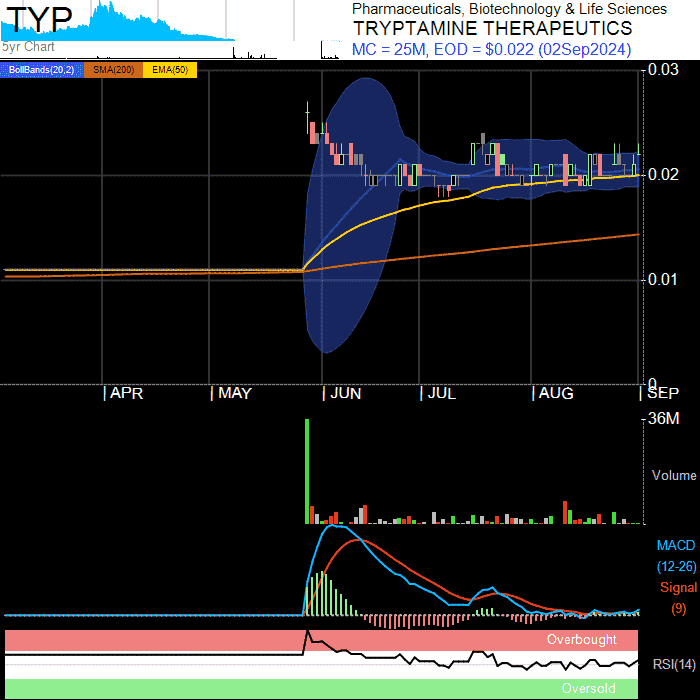 TYP
5yr Chart
Pharmaceuticals, Biotechnology & Life Sciences
TRYPTAMINE THERAPEUTICS
MC = 25M, EOD = $0.022 (02Sep2024)
BollBands(20,2) SMA(200) EMA(50)
0.03
0.02
0.01
0
| APR | MAY | JUN | JUL | AUG | SEP
36M
Volume
MACD
(12-26)
Signal
(9)
Overbought
RSI(14)
Oversold